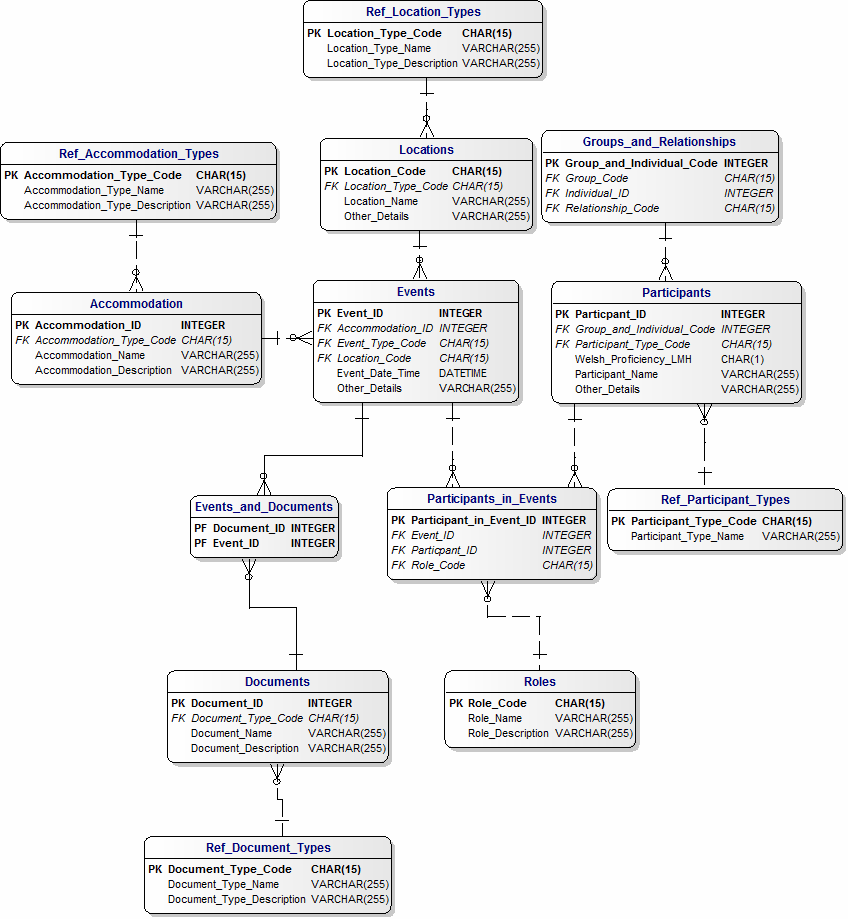 Ref_Location_Types
PK Location_Type_Code CHAR(15)
Location_Type_Name VARCHAR(255)
Location_Type_Description VARCHAR(255)
Ref_Accommodation_Types
PK Accommodation_Type_Code CHAR(15)
Accommodation_Type_Name VARCHAR(255)
Accommodation_Type_Description VARCHAR(255)
Locations
PK Location_Code CHAR(15)
FK Location_Type_Code CHAR(15)
Location_Name VARCHAR(255)
Other_Details VARCHAR(255)
Groups_and_Relationships
PK Group_and_Individual_Code INTEGER
FK Group_Code CHAR(15)
FK Individual_ID INTEGER
FK Relationship_Code CHAR(15)
Accommodation
PK Accommodation_ID INTEGER
FK Accommodation_Type_Code CHAR(15)
Accommodation_Name VARCHAR(255)
Accommodation_Description VARCHAR(255)
Events
PK Event_ID INTEGER
FK Accommodation_ID INTEGER
FK Event_Type_Code CHAR(15)
FK Location_Code CHAR(15)
Event_Date_Time DATETIME
Other_Details VARCHAR(255)
Participants
PK Particpant_ID INTEGER
FK Group_and_Individual_Code INTEGER
FK Participant_Type_Code CHAR(15)
Welsh_Proficiency_LMH CHAR(1)
Participant_Name VARCHAR(255)
Other_Details VARCHAR(255)
Events_and_Documents
PF Document_ID INTEGER
PF Event_ID INTEGER
Participants_in_Events
PK Participant_in_Event_ID INTEGER
FK Event_ID INTEGER
FK Particpant_ID INTEGER
FK Role_Code CHAR(15)
Ref_Participant_Types
PK Participant_Type_Code CHAR(15)
Participant_Type_Name VARCHAR(255)
Documents
PK Document_ID INTEGER
FK Document_Type_Code CHAR(15)
Document_Name VARCHAR(255)
Document_Description VARCHAR(255)
Roles
PK Role_Code CHAR(15)
Role_Name VARCHAR(255)
Role_Description VARCHAR(255)
Ref_Document_Types
PK Document_Type_Code CHAR(15)
Document_Type_Name VARCHAR(255)
Document_Type_Description VARCHAR(255)